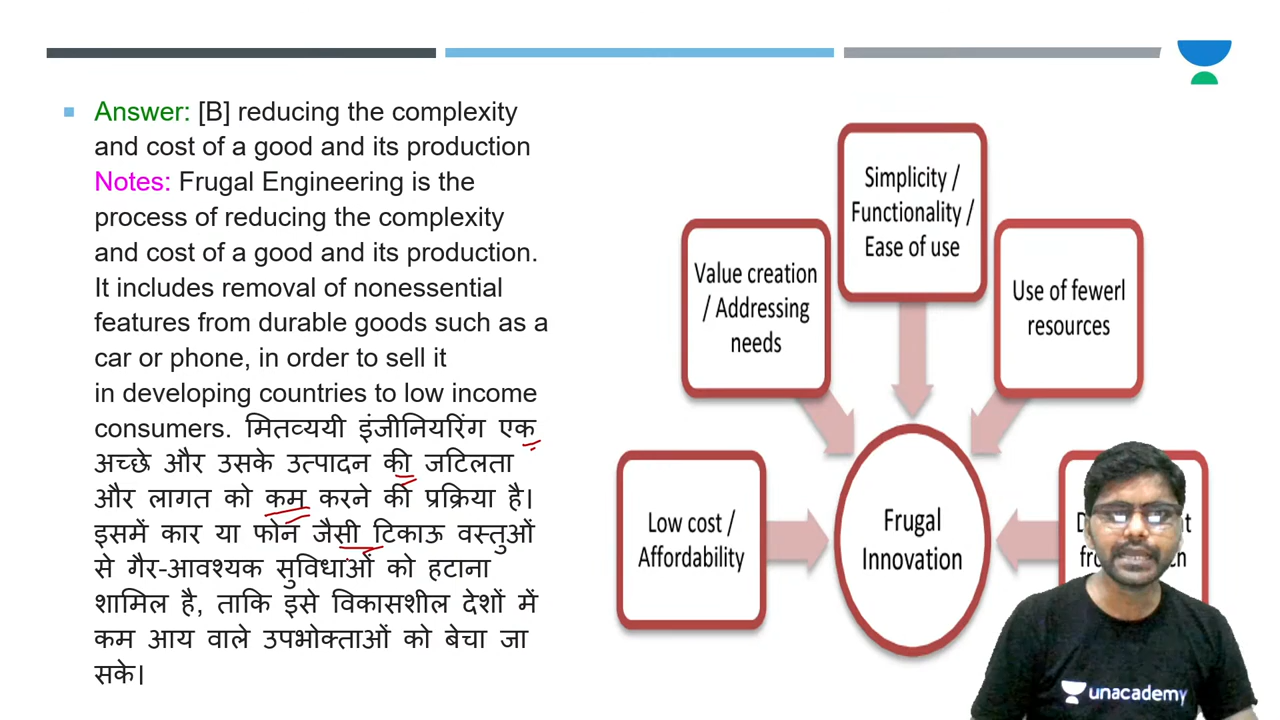 Answer: [B] reducing the complexity
and cost of a good and its production
Notes: Frugal Engineering is the
process of reducing the complexity
and cost of a good and its production.
It includes removal of nonessential
features from durable goods such as a
car or phone, in order to sell it
in developing countries to low income
consumers. मितव्ययी इंजीनियरिंग एक
अच्छे और उसके उत्पादन की जटिलता
और लागत को कम करने की प्रक्रिया है।
इसमें कार या फोन जैसी टिकाऊ वस्तुओं
से गैर-आवश्यक सुविधाओं को हटाना
शामिल है, ताकि इसे विकासशील देशों में
कम आय वाले उपभोक्ताओं को बेचा जा
सके।
Simplicity /
Functionality /
Ease of use
Value creation
/ Addressing
needs
Use of fewerl
resources
Low cost /
Affordability
Frugal
Innovation
unacademy